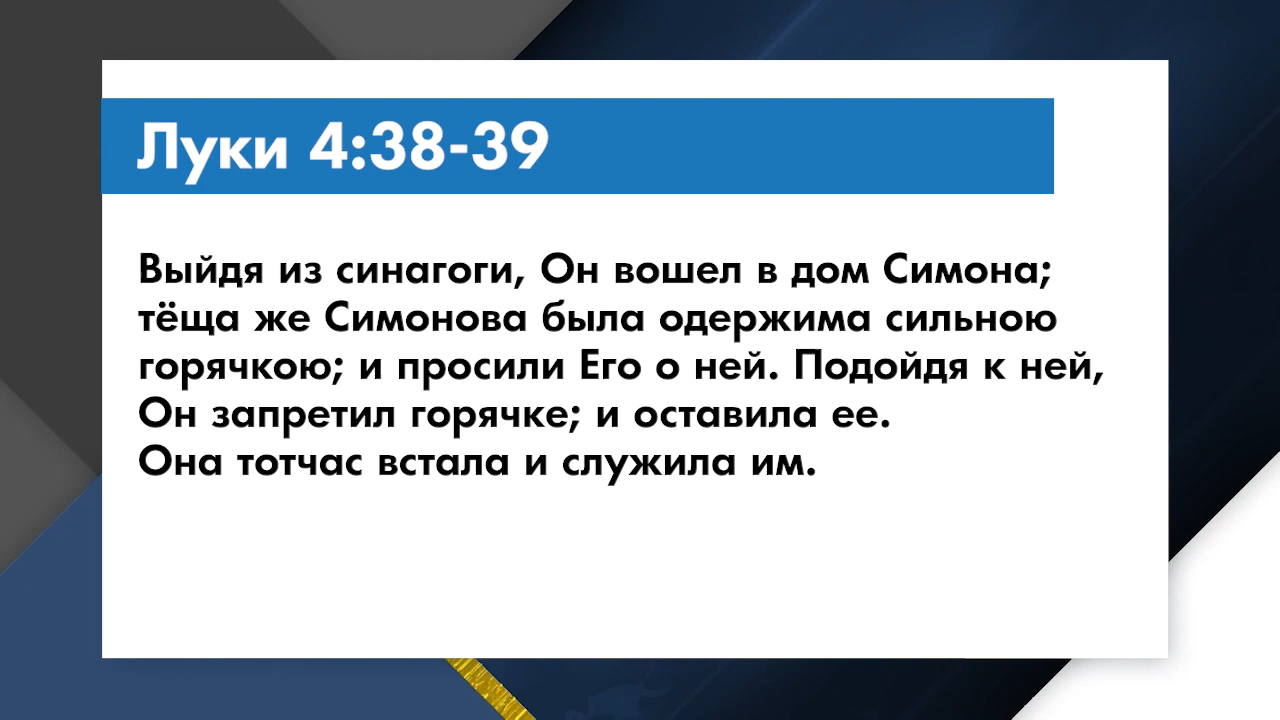 Луки 4:38-39
Выйдя из синагоги, Он вошел в дом Симона;
тёща же Симонова была одержима сильною
горячкою; и просили Его о ней. Подойдя к ней,
Он запретил горячке; и оставила ее.
Она тотчас встала и служила им.